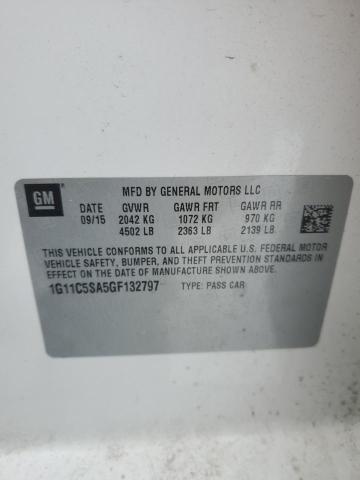 GM
MFD BY GENERAL MOTORS LLC
DATE GVWR GAWR FRT GAWR RR
09/15 2042 KG 1072 KG 970 KG
4502 LB 2363 LB 2139 LB
THIS VEHICLE CONFORMS TO ALL APPLICABLE U.S. FEDERAL MOTOR
VEHICLE SAFETY, BUMPER, AND THEFT PREVENTION STANDARDS IN
EFFECT ON THE DATE OF MANUFACTURE SHOWN ABOVE.
1G11C5SA5GF132797 TYPE: PASS CAR